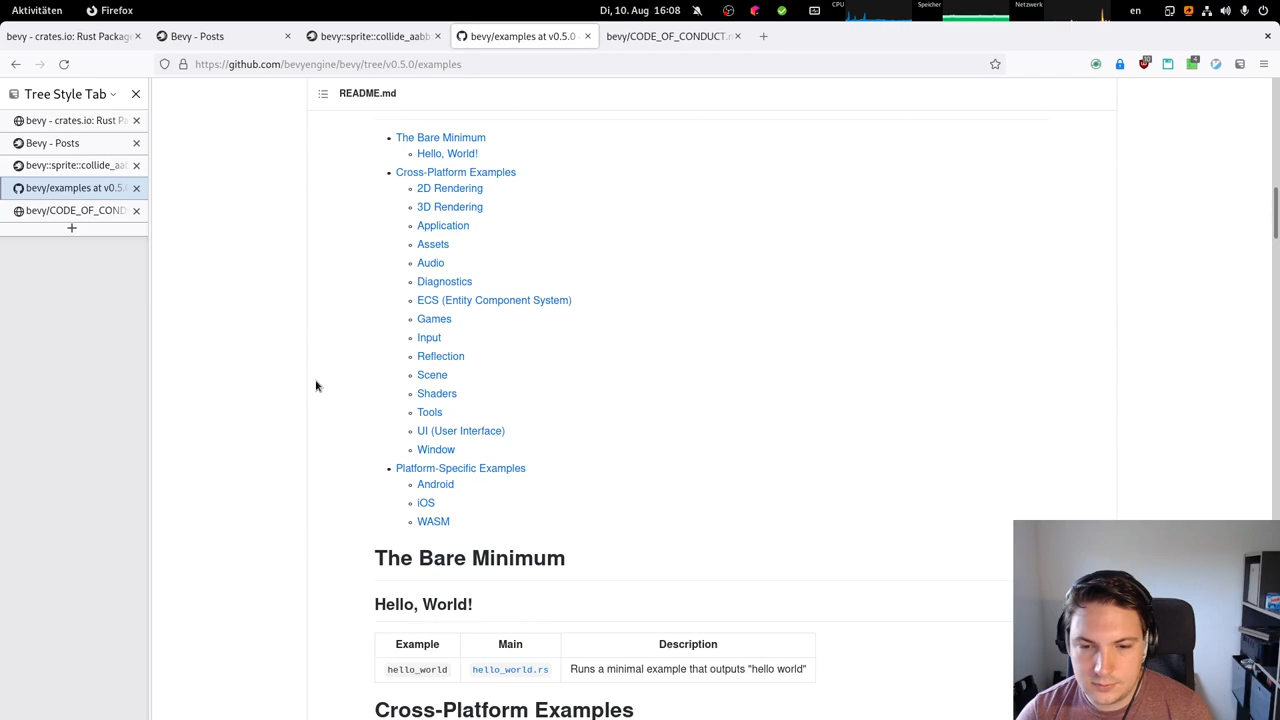 Aktivitäten Firefox Di, 10. Aug 16:08 CPU Speicher Netzwerk en
bevy - crates.io: Rust Packag bevy - Posts bevy::sprite::collide_aabb bevy/examples at v0.5.0 bevy/CODE_OF_CONDUCT.m
https://github.com/bevyengine/bevy/tree/v0.5.0/examples
Tree Style Tab
bevy - crates.io: Rust Pa
Bevy - Posts
bevy::sprite::collide_aa
bevy/examples at v0.5.
bevy/CODE_OF_COND
README.md
The Bare Minimum
Hello, World!
Cross-Platform Examples
2D Rendering
3D Rendering
Application
Assets
Audio
Diagnostics
ECS (Entity Component System)
Games
Input
Reflection
Scene
Shaders
Tools
UI (User Interface)
Window
Platform-Specific Examples
Android
iOS
WASM
The Bare Minimum
Hello, World!
Example Main Description
hello_world hello_world.rs Runs a minimal example that outputs "hello world"
Cross-Platform Examples